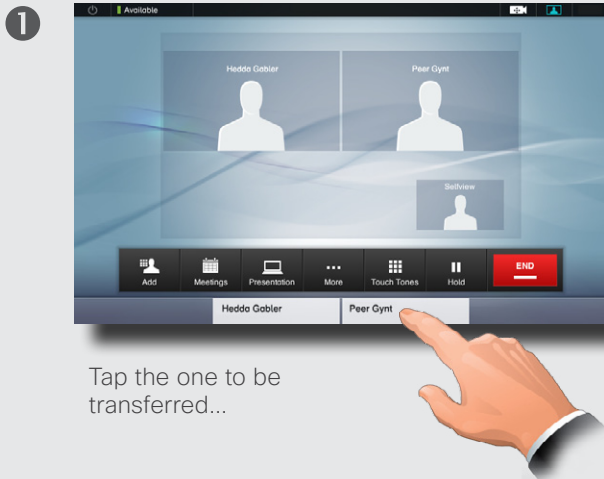 1
Available
Hedda Gabler Peer Gynt
Selfview
Add Meetings Presentation More Touch Tones Hold END
Hedda Gabler Peer Gynt
Tap the one to be
transferred...